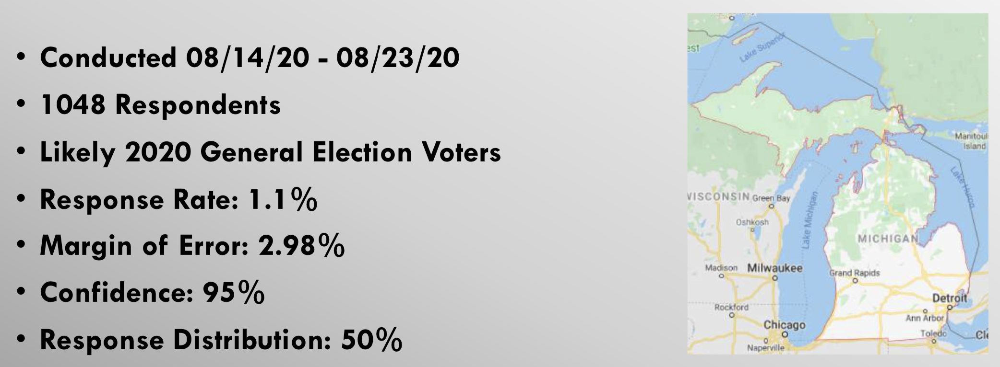 • Conducted 08/14/20 - 08/23/20
• 1048 Respondents
• Likely 2020 General Election Voters
• Response Rate: 1.1%
• Margin of Error: 2.98%
• Confidence: 95%
• Response Distribution: 50%
Lake Superior
est
Manitoul
Island
Lake Huron
WISCONSIN
Green Bay
Lake Michigan
Oshkosh
MICHIGAN
Madison
Milwaukee
Grand Rapids
Detroit
Rockford
Ann Arbor
Chicago
Toledo
Cle
Naperville